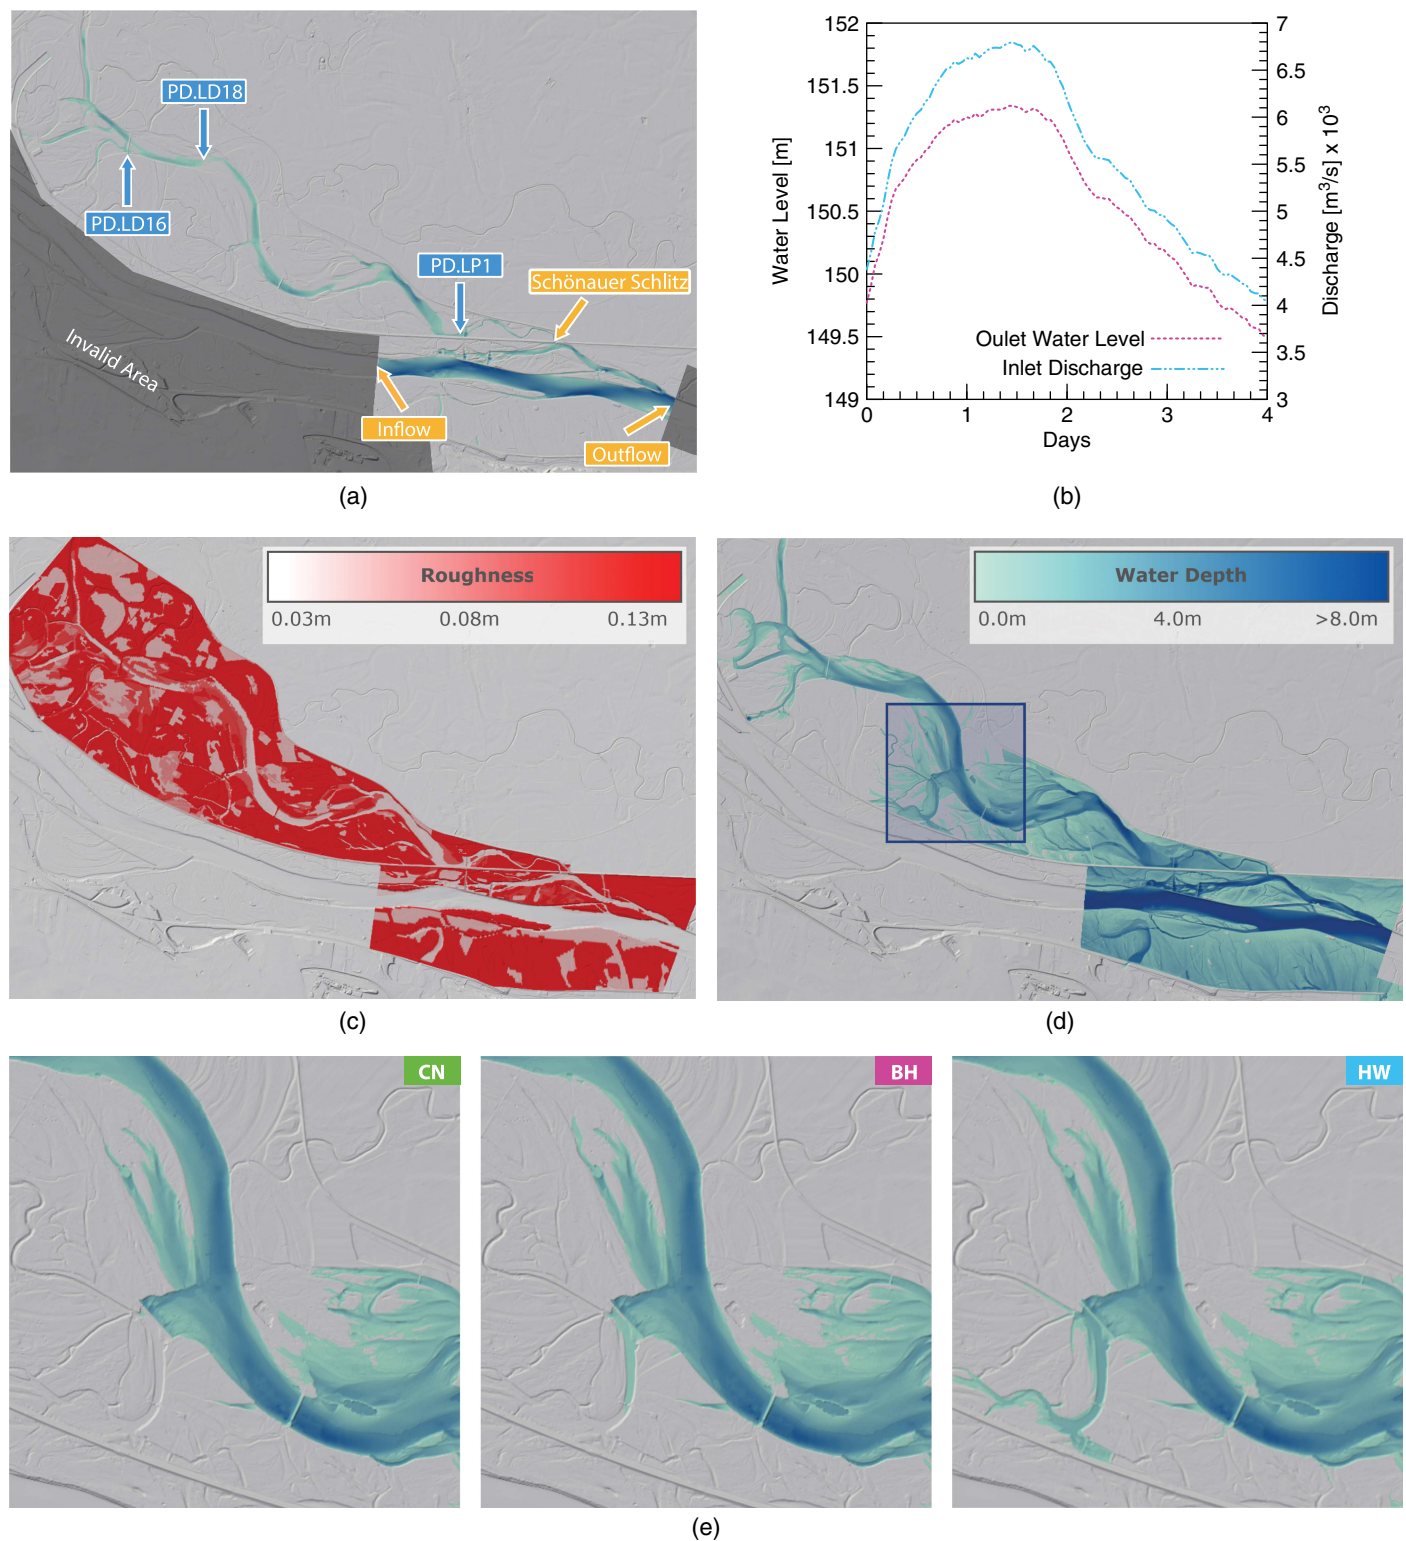 PD.LD18
PD.LD16
PD.LP1
Schönauer Schlitz
Invalid Area
Inflow
Outflow
(a)
152
151.5
151
150.5
150
149.5
149
Water Level [m]
7
6.5
6
5.5
5
4.5
4
3.5
3
Discharge [m³/s] x 10³
Oulet Water Level
Inlet Discharge
0 1 2 3 4
Days
(b)
Roughness
0.03m 0.08m 0.13m
(c)
Water Depth
0.0m 4.0m >8.0m
(d)
CN
BH
HW
(e)